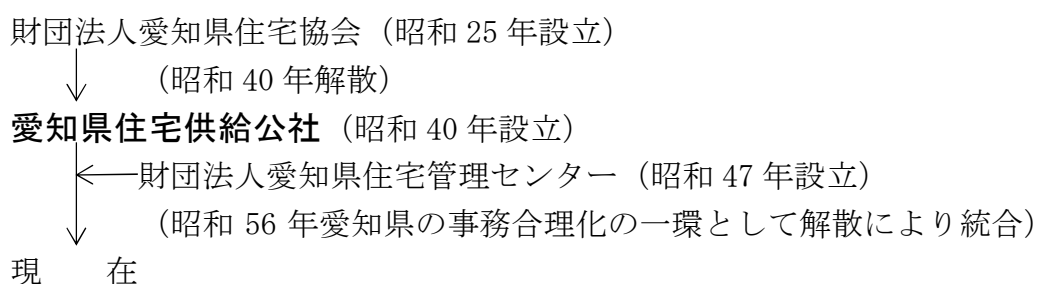 財団法人愛知県住宅協会（昭和 25 年設立）
（昭和 40 年解散）
愛知県住宅供給公社（昭和 40 年設立）
財団法人愛知県住宅管理センター（昭和 47 年設立）
（昭和 56 年愛知県の事務合理化の一環として解散により統合）
現　　在